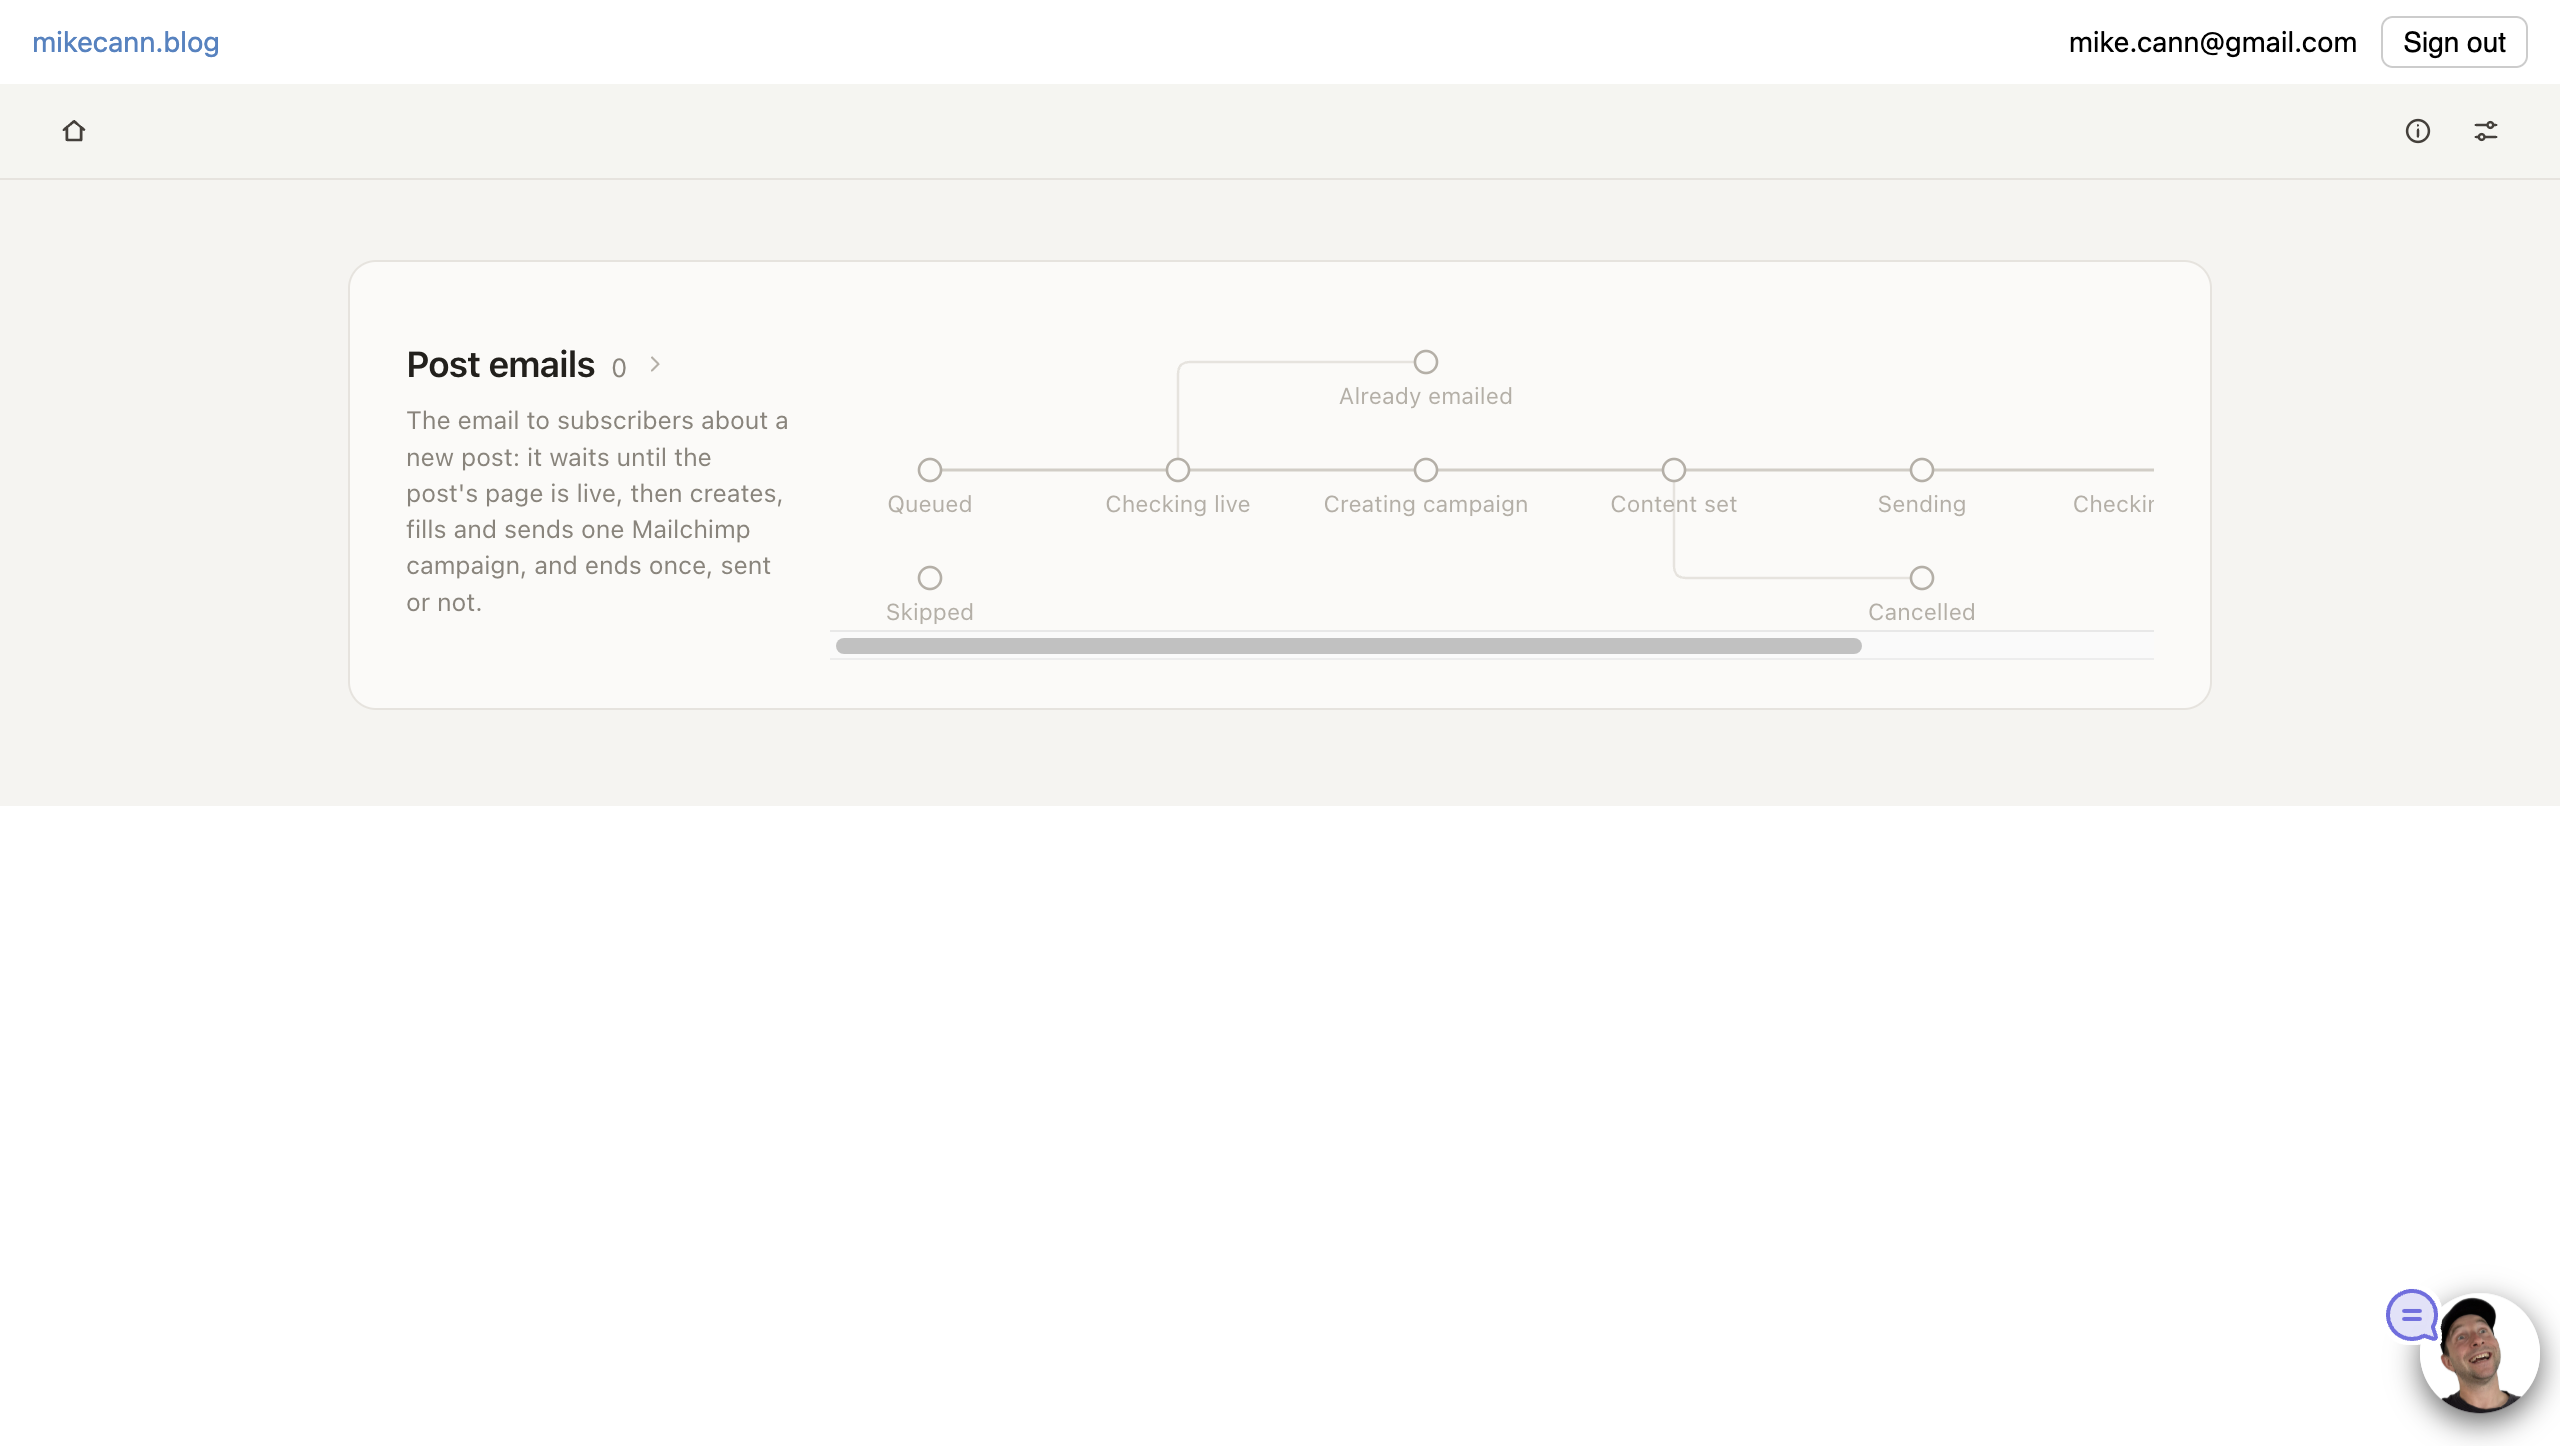 mikecann.blog
mike.cann@gmail.com
Sign out
Post emails 0
The email to subscribers about a
new post: it waits until the
post's page is live, then creates,
fills and sends one Mailchimp
campaign, and ends once, sent
or not.
Already emailed
Queued
Checking live
Creating campaign
Content set
Sending
Skipped
Cancelled